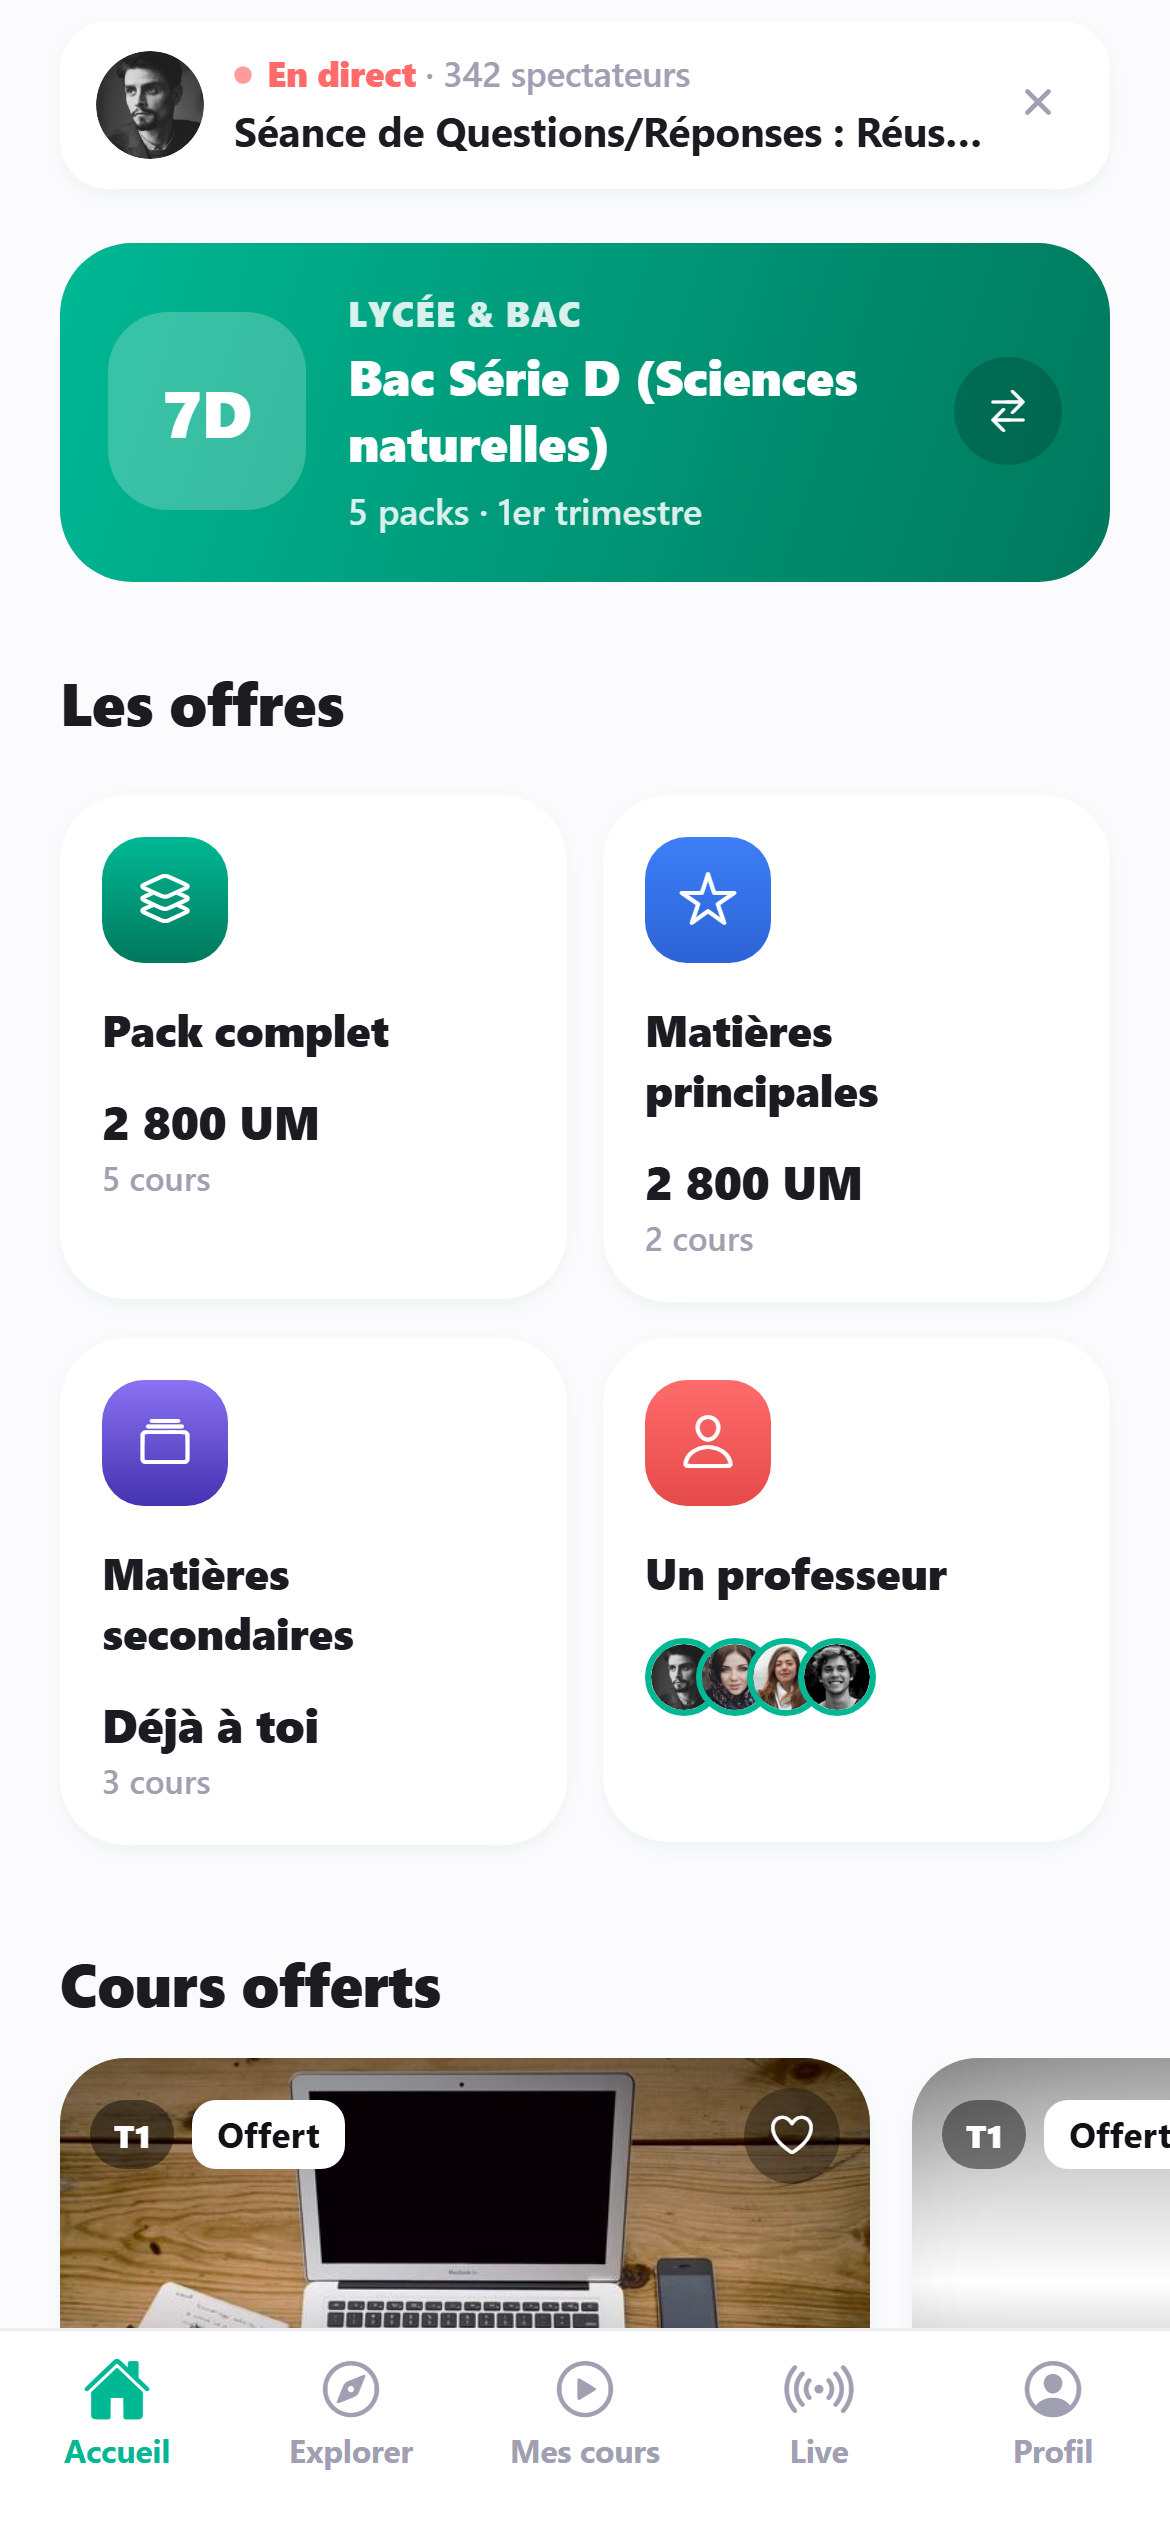 En direct · 342 spectateurs
Séance de Questions/Réponses : Réus...
7D
LYCÉE & BAC
Bac Série D (Sciences
naturelles)
5 packs · 1er trimestre
Les offres
Pack complet
2 800 UM
5 cours
Matières
principales
2 800 UM
2 cours
Matières
secondaires
Déjà à toi
3 cours
Un professeur
Cours offerts
T1 Offert
T1 Offert
Accueil
Explorer
Mes cours
Live
Profil